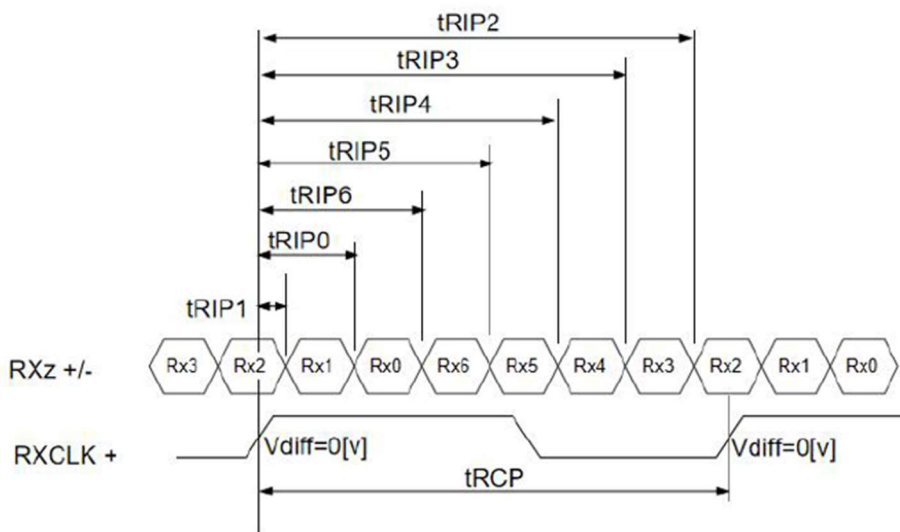 tRIP2
tRIP3
tRIP4
tRIP5
tRIP6
tRIP0
tRIP1
RXz +/- Rx3 Rx2 Rx1 Rx0 Rx6 Rx5 Rx4 Rx3 Rx2 Rx1 Rx0
RXCLK + Vdiff=0[v] Vdiff=0[v]
tRCP